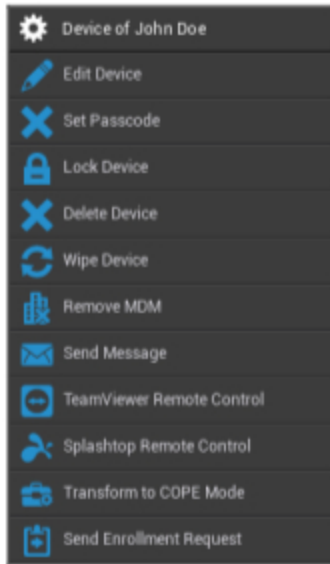 Device of John Doe
Edit Device
Set Passcode
Lock Device
Delete Device
Wipe Device
Remove MDM
Send Message
TeamViewer Remote Control
Splashtop Remote Control
Transform to COPE Mode
Send Enrollment Request